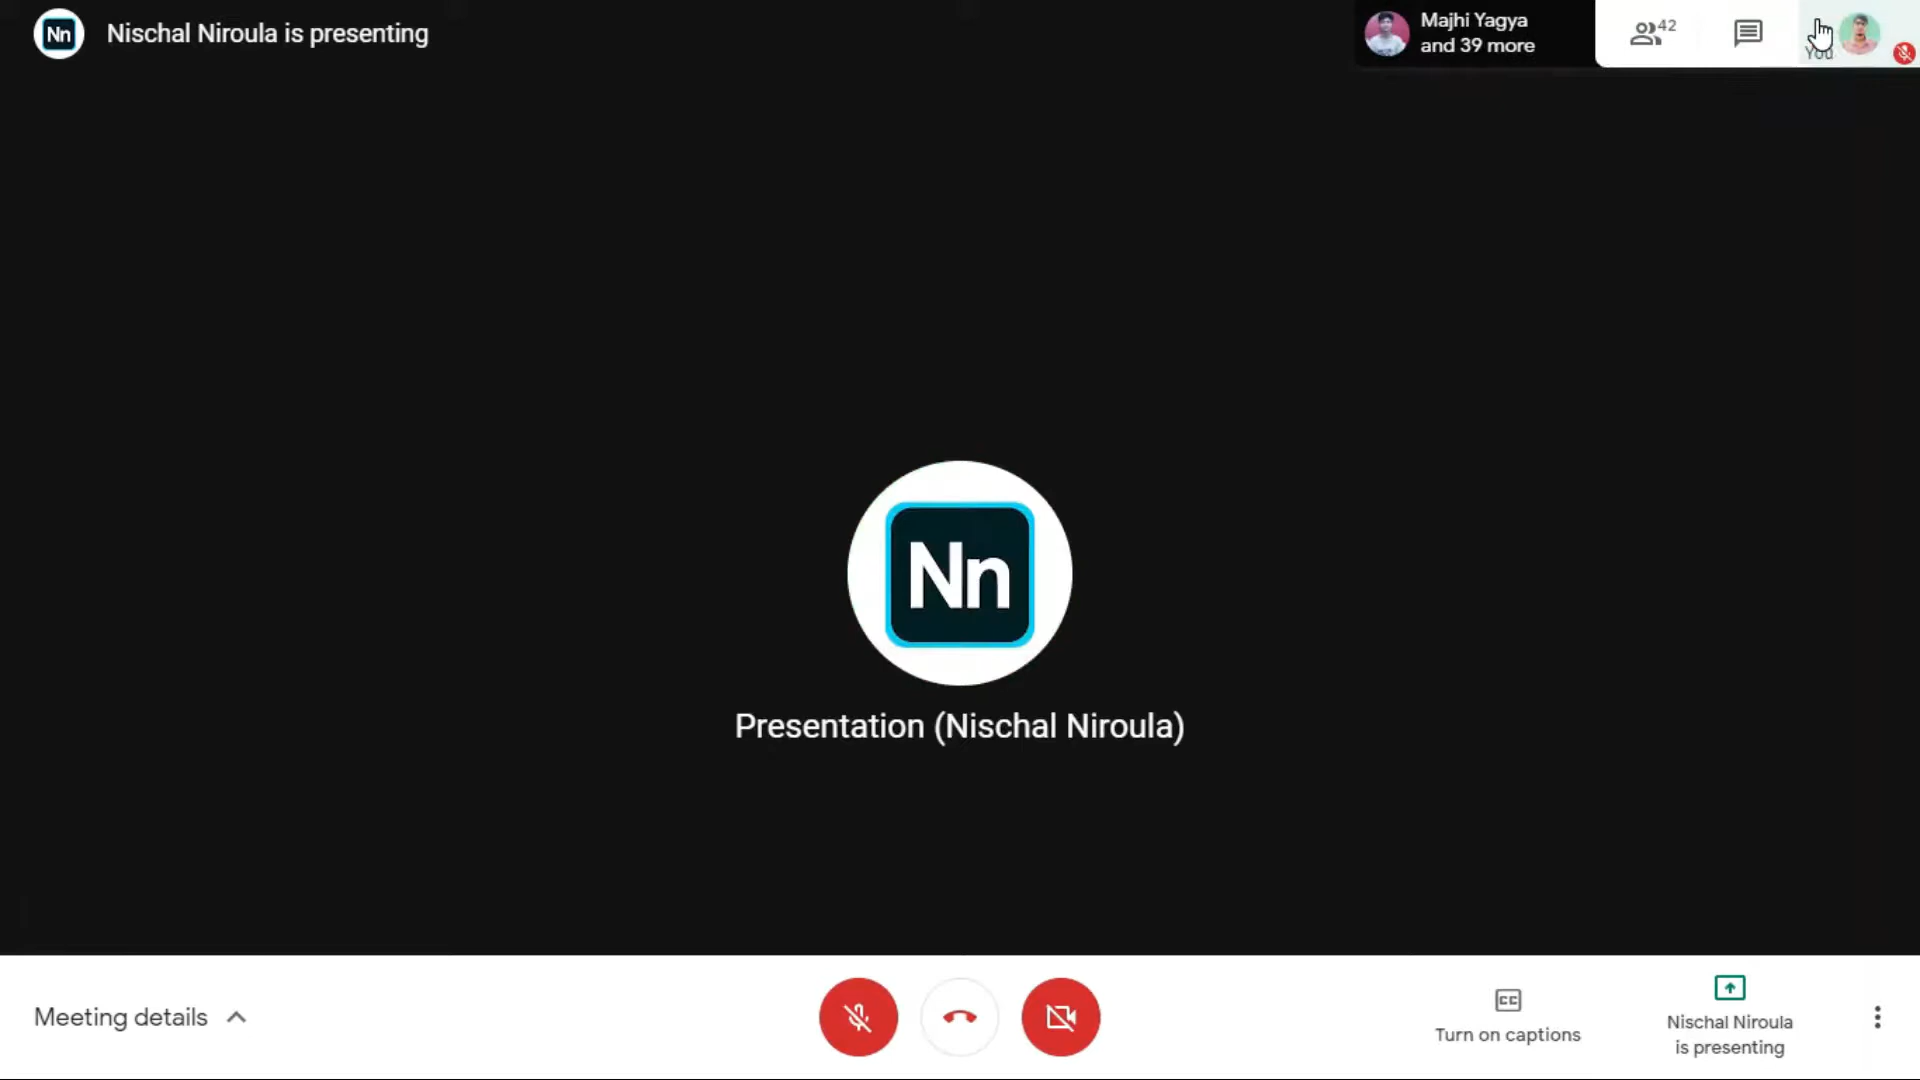 Nn
Nischal Niroula is presenting
Majhi Yagya
and 39 more
42
You
Nn
Presentation (Nischal Niroula)
Meeting details
CC
Turn on captions
Nischal Niroula
is presenting